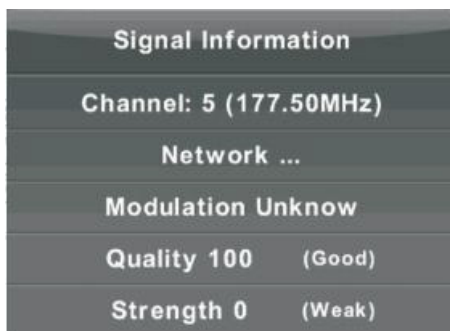 Signal Information
Channel: 5 (177.50MHz)
Network ...
Modulation Unknow
Quality 100 (Good)
Strength 0 (Weak)